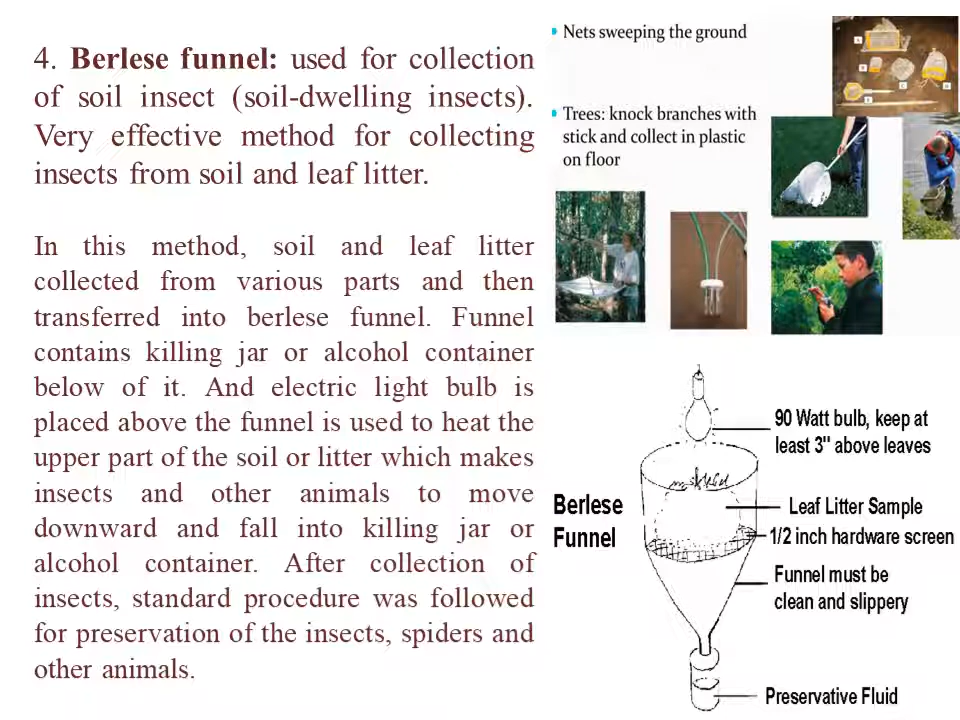 4. Berlese funnel: used for collection
of soil insect (soil-dwelling insects).
Very effective method for collecting
insects from soil and leaf litter.
In this method, soil and leaf litter
collected from various parts and then
transferred into berlese funnel. Funnel
contains killing jar or alcohol container
below of it. And electric light bulb is
placed above the funnel is used to heat the
upper part of the soil or litter which makes
insects and other animals to move
downward and fall into killing jar or
alcohol container. After collection of
insects, standard procedure was followed
for preservation of the insects, spiders and
other animals.
• Nets sweeping the ground
• Trees: knock branches with
stick and collect in plastic
on floor
90 Watt bulb, keep at
least 3" above leaves
Berlese
Funnel
Leaf Litter Sample
1/2 inch hardware screen
Funnel must be
clean and slippery
Preservative Fluid